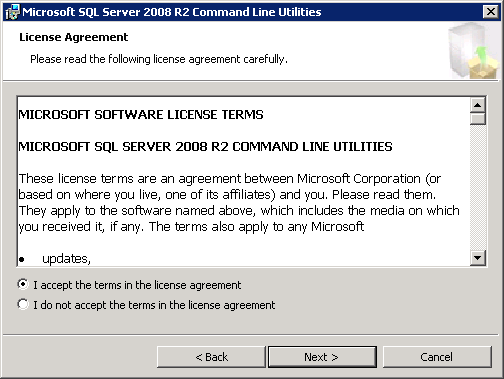 Microsoft SQL Server 2008 R2 Command Line Utilities
License Agreement
Please read the following license agreement carefully.
MICROSOFT SOFTWARE LICENSE TERMS
MICROSOFT SQL SERVER 2008 R2 COMMAND LINE UTILITIES
These license terms are an agreement between Microsoft Corporation (or
based on where you live, one of its affiliates) and you. Please read them.
They apply to the software named above, which includes the media on which
you received it, if any. The terms also apply to any Microsoft
• updates,
I accept the terms in the license agreement
I do not accept the terms in the license agreement
< Back
Next >
Cancel